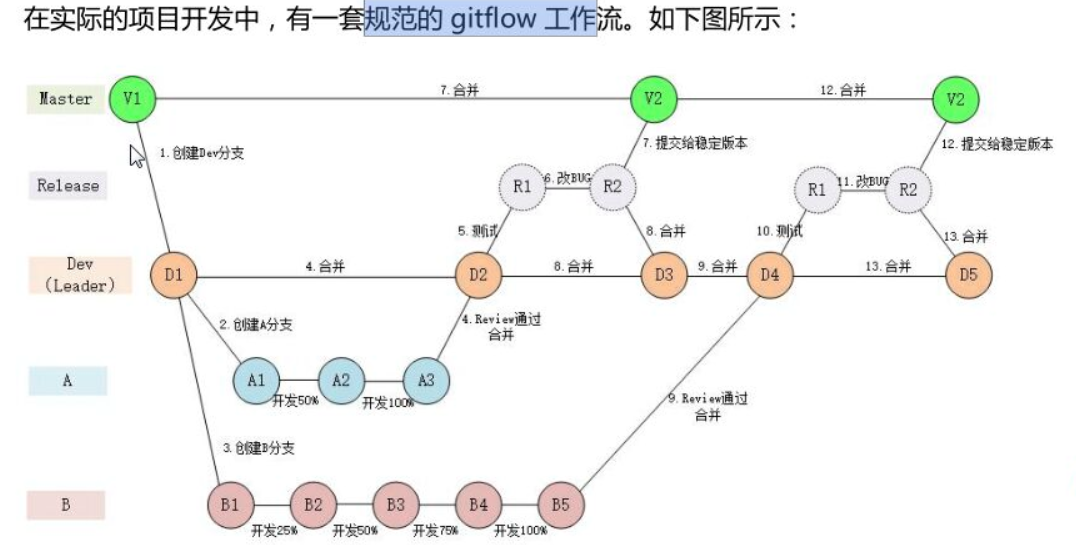 在实际的项目开发中，有一套规范的 gitflow 工作流。如下图所示：
Master
V1
7.合并
V2
12.合并
V2
1.创建Dev分支
7.提交给稳定版本
12.提交给稳定版本
Release
R1
6.改BUG
R2
R1
11.改BUG
R2
5.测试
8.合并
10.测试
13.合并
Dev
(Leader)
D1
4.合并
D2
8.合并
D3
9.合并
D4
13.合并
D5
2.创建A分支
4.Review通过
合并
A
A1
开发50%
A2
开发100%
A3
9.Review通过
合并
3.创建B分支
B
B1
开发25%
B2
开发50%
B3
开发75%
B4
开发100%
B5